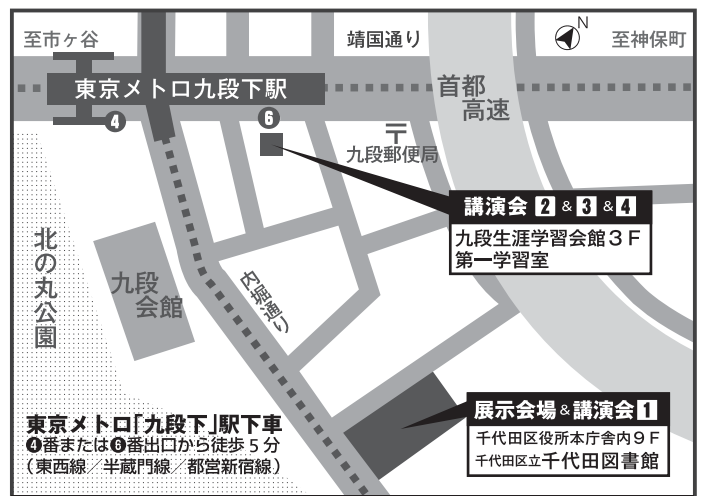 至市ヶ谷
靖国通り
N
至神保町
東京メトロ九段下駅
首都
高速
❹
❻
〒
九段郵便局
講演会 2 & 3 & 4
九段生涯学習会館3F
第一学習室
北の丸公園
九段
会館
内堀通り
展示会場&講演会1
千代田区役所本庁舎内9F
千代田区立千代田図書館
東京メトロ「九段下」駅下車
❹番または❻番出口から徒歩5分
(東西線/半蔵門線/都営新宿線)